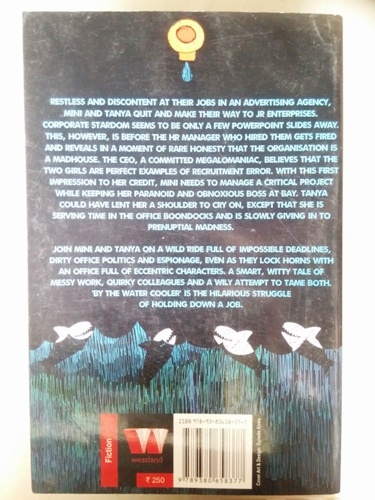 RESTLESS AND DISCONTENT AT THEIR JOBS IN AN ADVERTISING AGENCY,
MINI AND TANYA QUIT AND MAKE THEIR WAY TO JR ENTERPRISES.
CORPORATE STARDOM SEEMS TO BE ONLY A FEW POWERPOINT SLIDES AWAY.
THIS, HOWEVER, IS BEFORE THE HR MANAGER WHO HIRED THEM GETS FIRED
AND REVEALS IN A MOMENT OF RARE HONESTY THAT THE ORGANISATION IS
A MADHOUSE. THE CEO, A COMMITTED MEGALOMANIAC, BELIEVES THAT THE
TWO GIRLS ARE PERFECT EXAMPLES OF RECRUITMENT ERROR. WITH THIS FIRST
IMPRESSION TO HER CREDIT, MINI NEEDS TO MANAGE A CRITICAL PROJECT
WHILE KEEPING HER PARANOID AND OBNOXIOUS BOSS AT BAY. TANYA
COULD HAVE LENT HER A SHOULDER TO CRY ON, EXCEPT THAT SHE IS
SERVING TIME IN THE OFFICE BOONDOCKS AND IS SLOWLY GIVING IN TO
PRENUPTIAL MADNESS.
JOIN MINI AND TANYA ON A WILD RIDE FULL OF IMPOSSIBLE DEADLINES,
DIRTY OFFICE POLITICS AND ESPIONAGE, EVEN AS THEY LOCK HORNS WITH
AN OFFICE FULL OF ECCENTRIC CHARACTERS. A SMART, WITTY TALE OF
MESSY WORK, QUIRKY COLLEAGUES AND A WILY ATTEMPT TO TAME BOTH.
'BY THE WATER COOLER' IS THE HILARIOUS STRUGGLE
OF HOLDING DOWN A JOB.
Fiction
westland
₹ 250
9 789380 658377
Cover Art & Design: